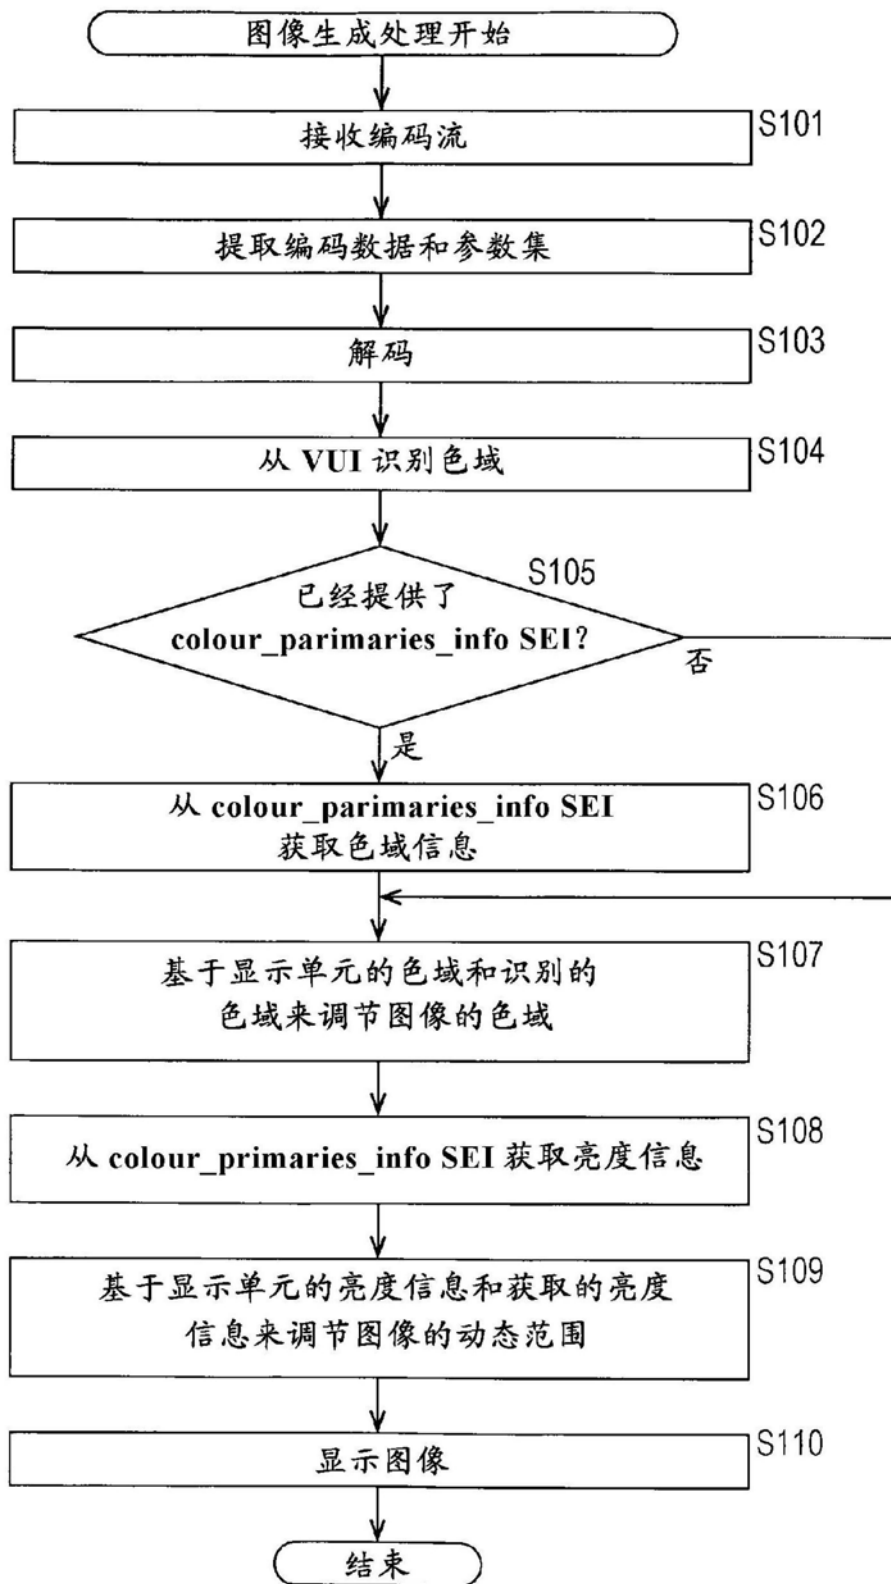 图像生成处理开始
S101
接收编码流
S102
提取编码数据和参数集
S103
解码
S104
从 VUI 识别色域
S105
已经提供了
colour_parimaries_info SEI?
否
是
S106
从 colour_parimaries_info SEI
获取色域信息
S107
基于显示单元的色域和识别的
色域来调节图像的色域
S108
从 colour_primaries_info SEI 获取亮度信息
S109
基于显示单元的亮度信息和获取的亮度
信息来调节图像的动态范围
S110
显示图像
结束